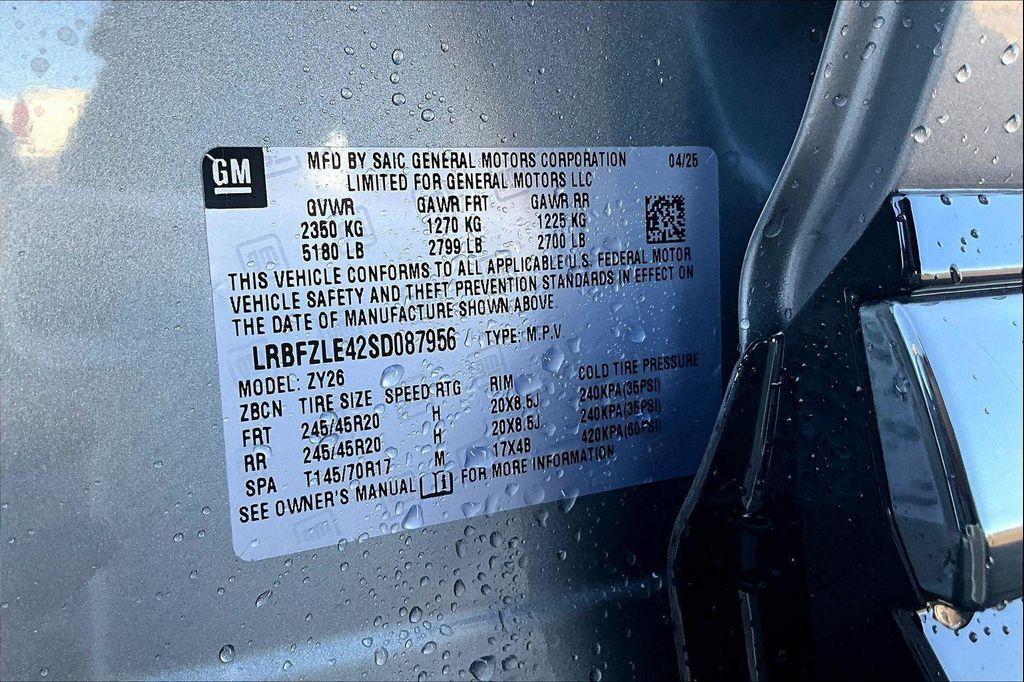 GM MFD BY SAIC GENERAL MOTORS CORPORATION 04/25
LIMITED FOR GENERAL MOTORS LLC
GVWR GAWR FRT GAWR RR
2350 KG 1270 KG 1225 KG
5180 LB 2799 LB 2700 LB
THIS VEHICLE CONFORMS TO ALL APPLICABLE U.S. FEDERAL MOTOR
VEHICLE SAFETY AND THEFT PREVENTION STANDARDS IN EFFECT ON
THE DATE OF MANUFACTURE SHOWN ABOVE.
LRBFZLE42SD087956 / TYPE: M.P.V.
MODEL: ZY26
ZBCN TIRE SIZE SPEED RTG RIM COLD TIRE PRESSURE
FRT 245/45R20 H 20X8.5J 240KPA(35PSI)
RR 245/45R20 H 20X8.5J 240KPA(35PSI)
SPA T145/70R17 M 17X4B 420KPA(60PSI)
SEE OWNER'S MANUAL FOR MORE INFORMATION